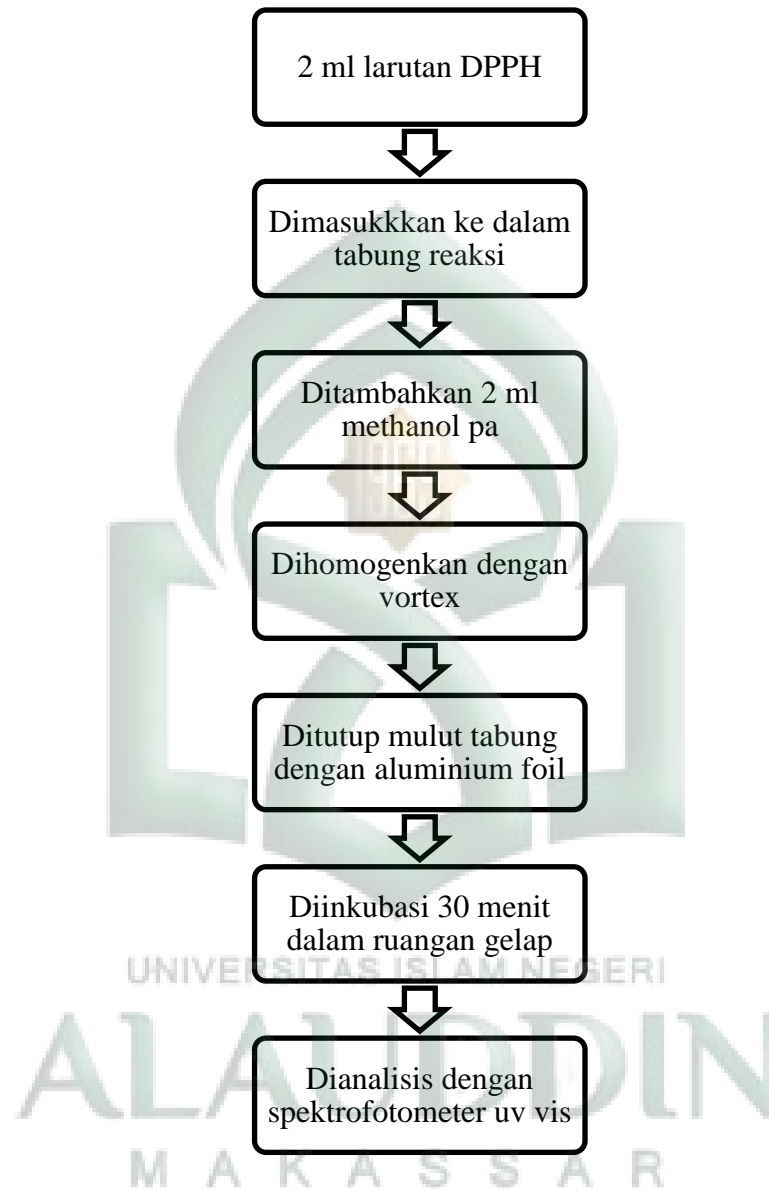 2 ml larutan DPPH
Dimasukkkan ke dalam
tabung reaksi
Ditambahkan 2 ml
methanol pa
Dihomogenkan dengan
vortex
Ditutup mulut tabung
dengan aluminium foil
Diinkubasi 30 menit
dalam ruangan gelap
UNIVERSITAS ISLAM NEGERI
ALAUDDIN
Dianalisis dengan
spektrofotometer uv vis
MAKASSAR